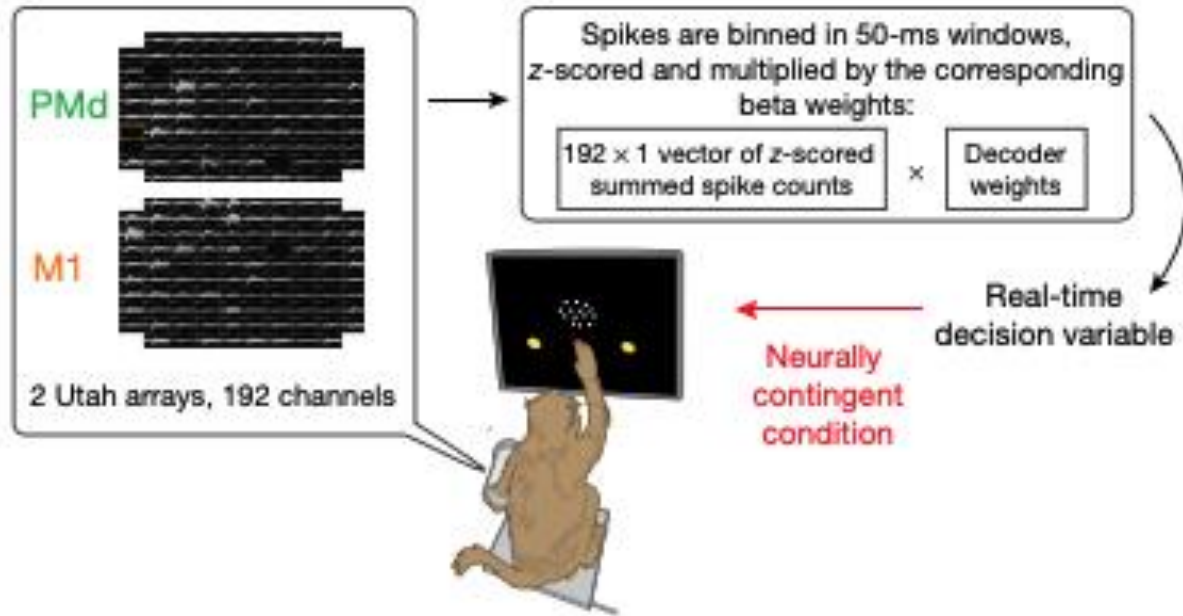 PMd
M1
2 Utah arrays, 192 channels
Spikes are binned in 50-ms windows,
z-scored and multiplied by the corresponding
beta weights:
192 × 1 vector of z-scored
summed spike counts
×
Decoder
weights
Real-time
decision variable
Neurally
contingent
condition